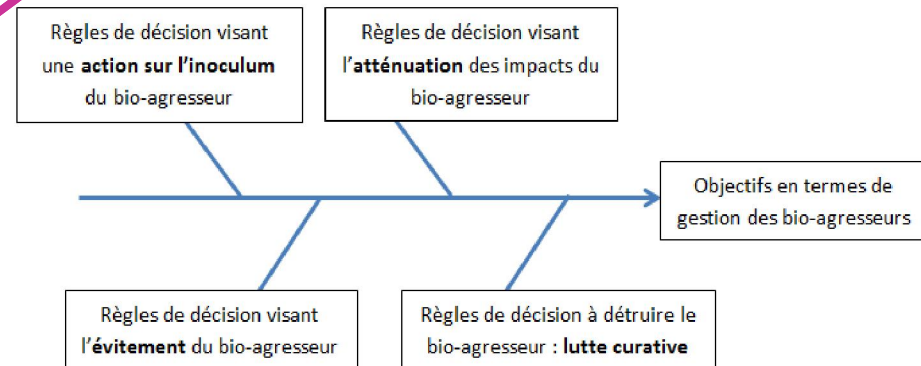 Règles de décision visant
une action sur l'inoculum
du bio-agresseur
Règles de décision visant
l'atténuation des impacts du
bio-agresseur
Objectifs en termes de
gestion des bio-agresseurs
Règles de décision visant
l'évitement du bio-agresseur
Règles de décision à détruire le
bio-agresseur : lutte curative